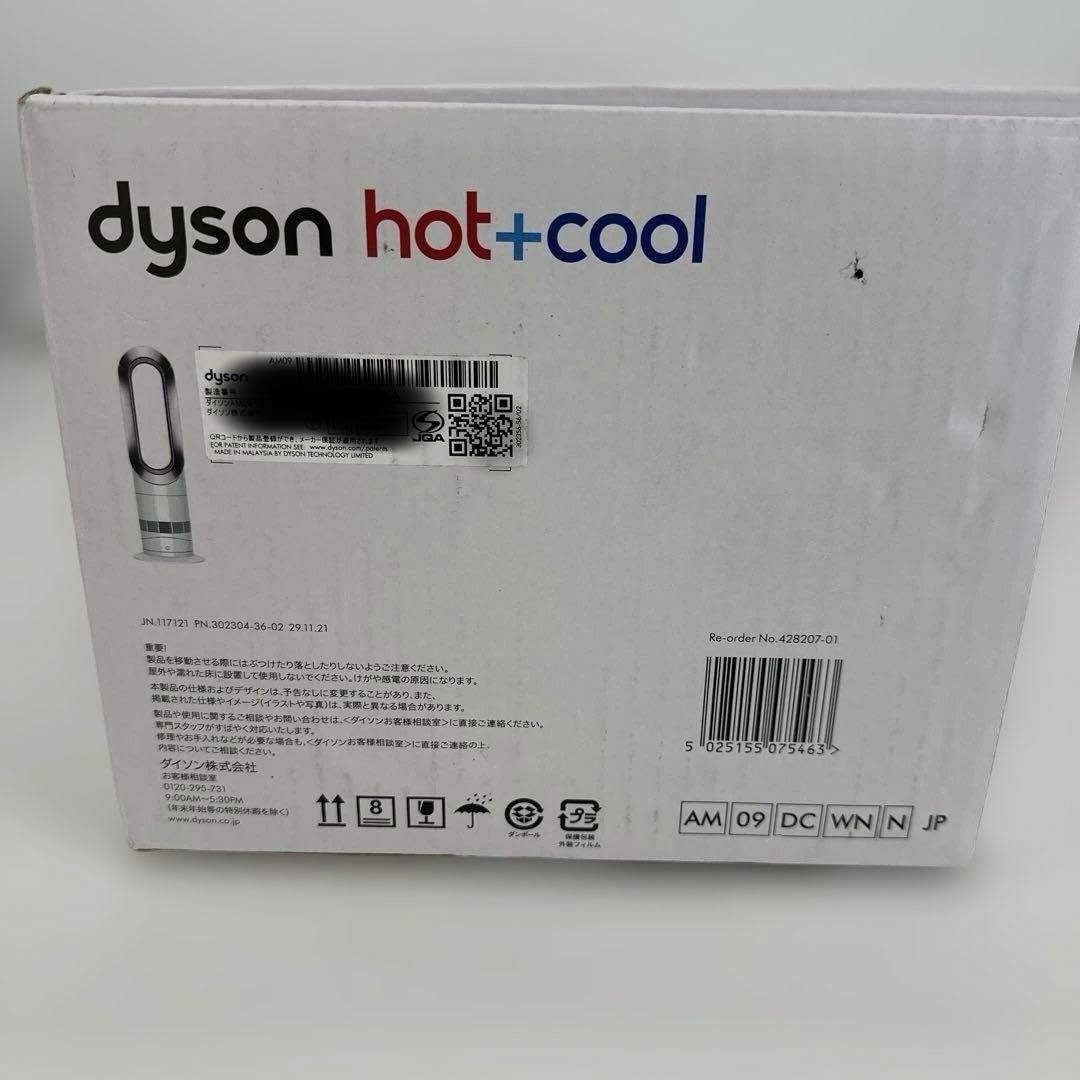 dyson hot+cool
AM09
dyson
製造番号
ダイソン株式会社
JQA
302356-56/02
QRコードから製品登録ができ、メーカー保証が適用されます
FOR PATENT INFORMATION SEE: www.dyson.com/patents
MADE IN MALAYSIA BY DYSON TECHNOLOGY LIMITED
JN.117121 PN.302304-36-02 29.11.21
重要!
製品を移動させる際にはぶつけたり落としたりしないようご注意ください。
屋外や濡れた床に設置して使用しないでください。けがや感電の原因になります。
本製品の仕様およびデザインは、予告なしに変更することがあり、また、
掲載された仕様やイメージ(イラストや写真)は、実際と異なる場合があります。
製品や使用に関するご相談やお問い合わせは、<ダイソンお客様相談室>に直接ご連絡ください。
専門スタッフがすばやく対応いたします。
修理やお手入れなどが必要な場合も、<ダイソンお客様相談室>に直接ご連絡の上、
内容についてご相談ください。
ダイソン株式会社
お客様相談室
0120-295-731
9:00AM〜5:30PM
(年末年始等の特別休暇を除く)
www.dyson.co.jp
8
ダンボール
プラ
保護包装
外装フィルム
Re-order No.428207-01
5 025155 075463 >
AM 09 DC WN N JP